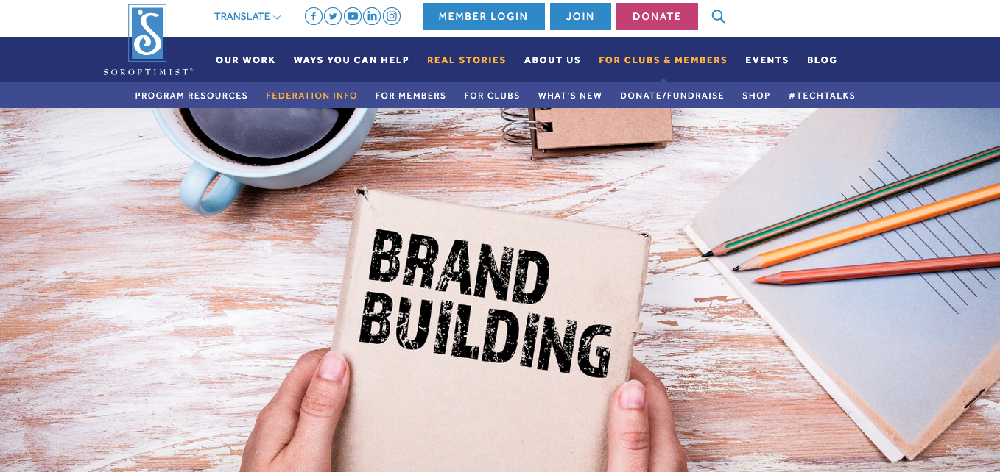 TRANSLATE
MEMBER LOGIN
JOIN
DONATE
SOROPTIMIST®
OUR WORK
WAYS YOU CAN HELP
REAL STORIES
ABOUT US
FOR CLUBS & MEMBERS
EVENTS
BLOG
PROGRAM RESOURCES
FEDERATION INFO
FOR MEMBERS
FOR CLUBS
WHAT'S NEW
DONATE/FUNDRAISE
SHOP
#TECHTALKS
BRAND
BUILDING